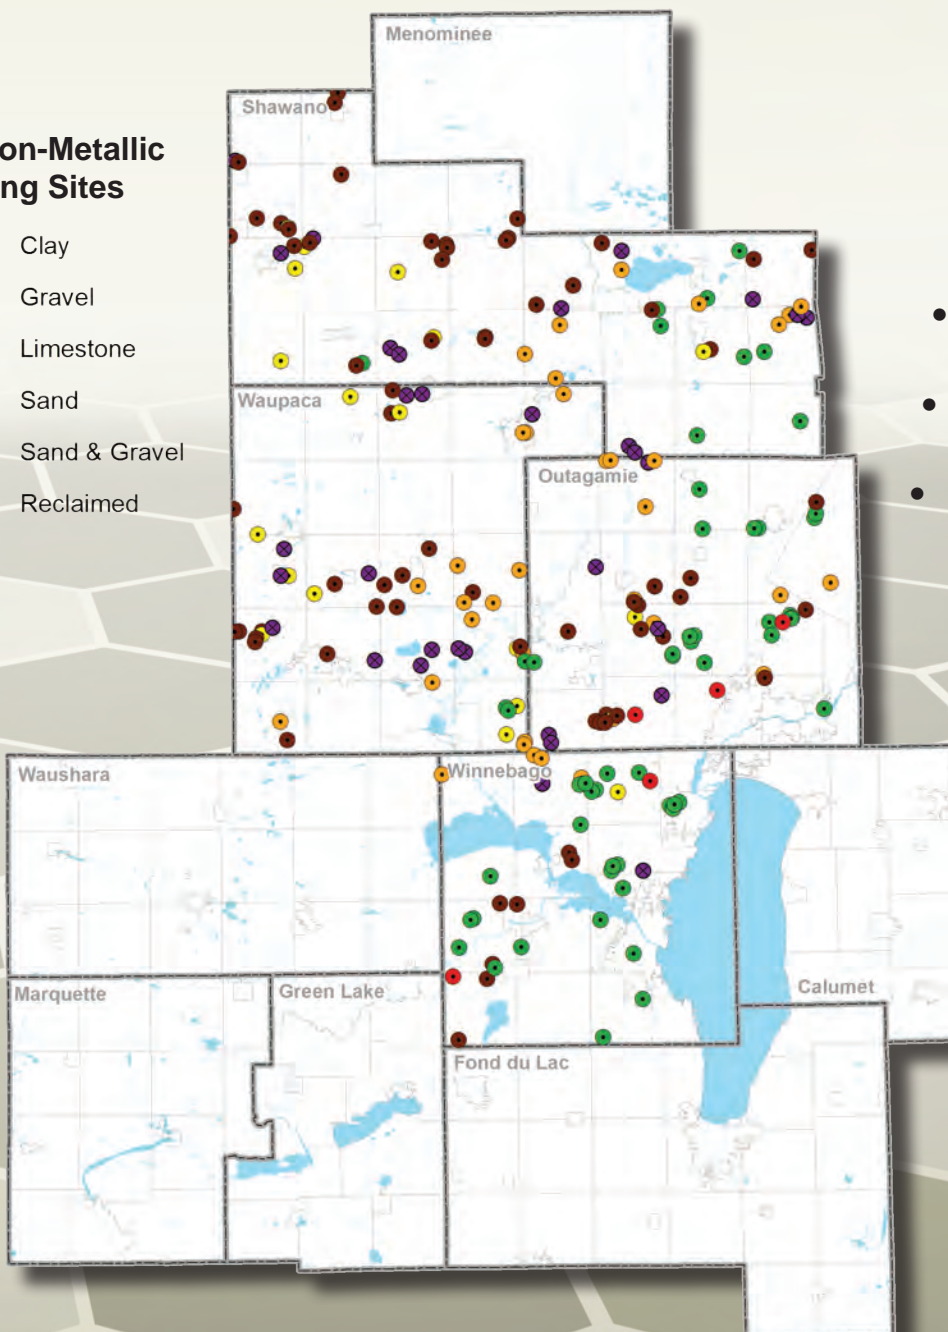 Menominee
Shawano
on-Metallic
ng Sites
Clay
Gravel
Limestone
Sand
Sand & Gravel
Reclaimed
Waupaca
Outagamie
Waushara
Winnebago
Marquette
Green Lake
Calumet
Fond du Lac